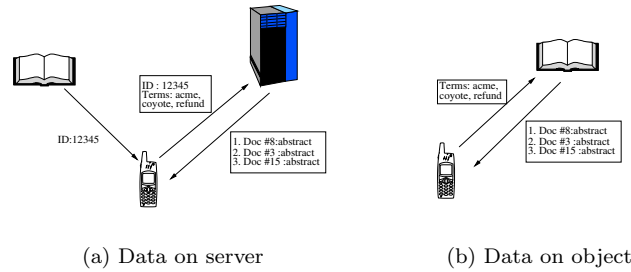 ID : 12345
Terms: acme,
coyote, refund
ID:12345
1. Doc #8:abstract
2. Doc #3 :abstract
3. Doc #15 :abstract
(a) Data on server
Terms: acme,
coyote, refund
1. Doc #8:abstract
2. Doc #3 :abstract
3. Doc #15 :abstract
(b) Data on object